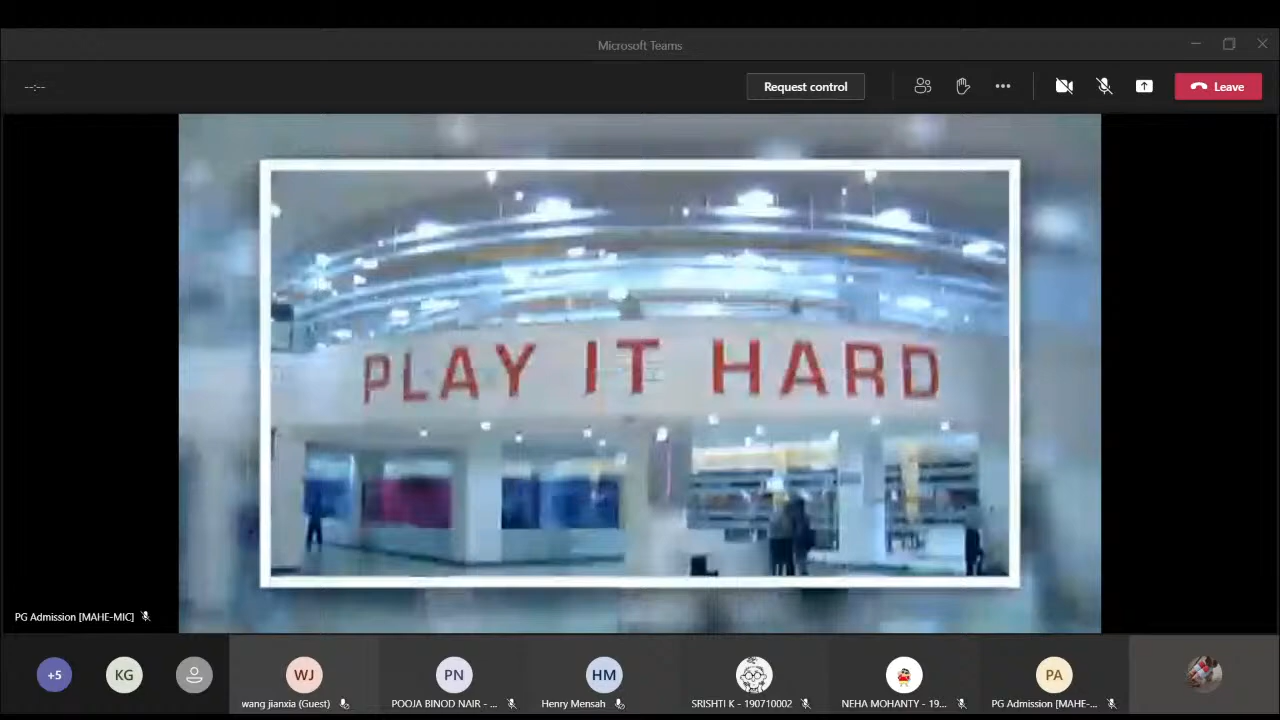 Microsoft Teams
--:--
Request control
Leave
PLAY IT HARD
PG Admission [MAHE-MIC]
+5
KG
WJ
PN
HM
PA
wang jianxia (Guest)
POOJA BINOD NAIR - ...
Henry Mensah
SRISHTI K - 190710002
NEHA MOHANTY - 19...
PG Admission [MAHE-...